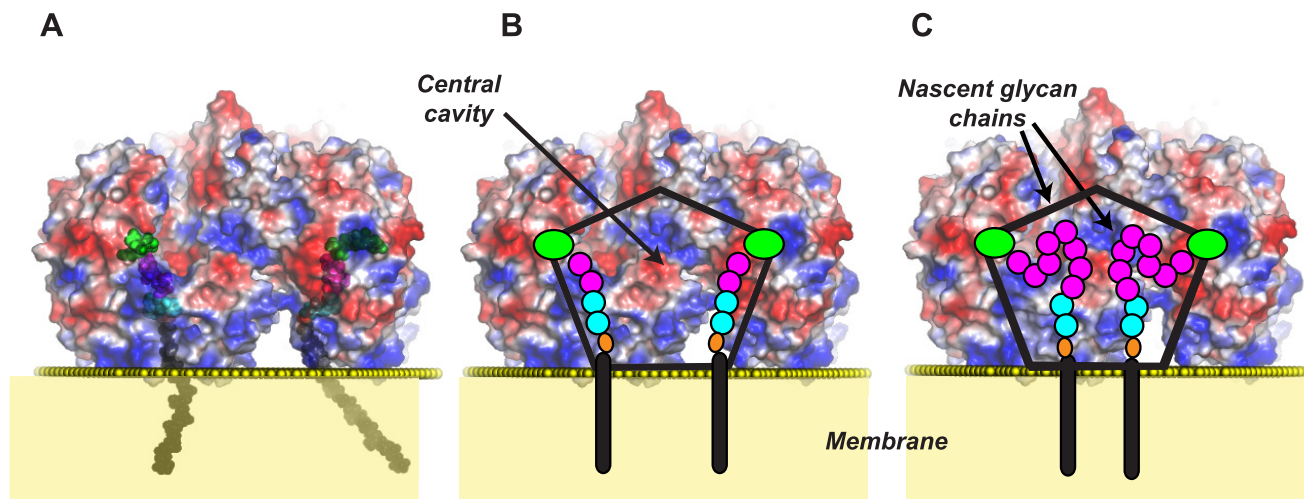 A
B
C
Central
cavity
Nascent glycan
chains
Membrane